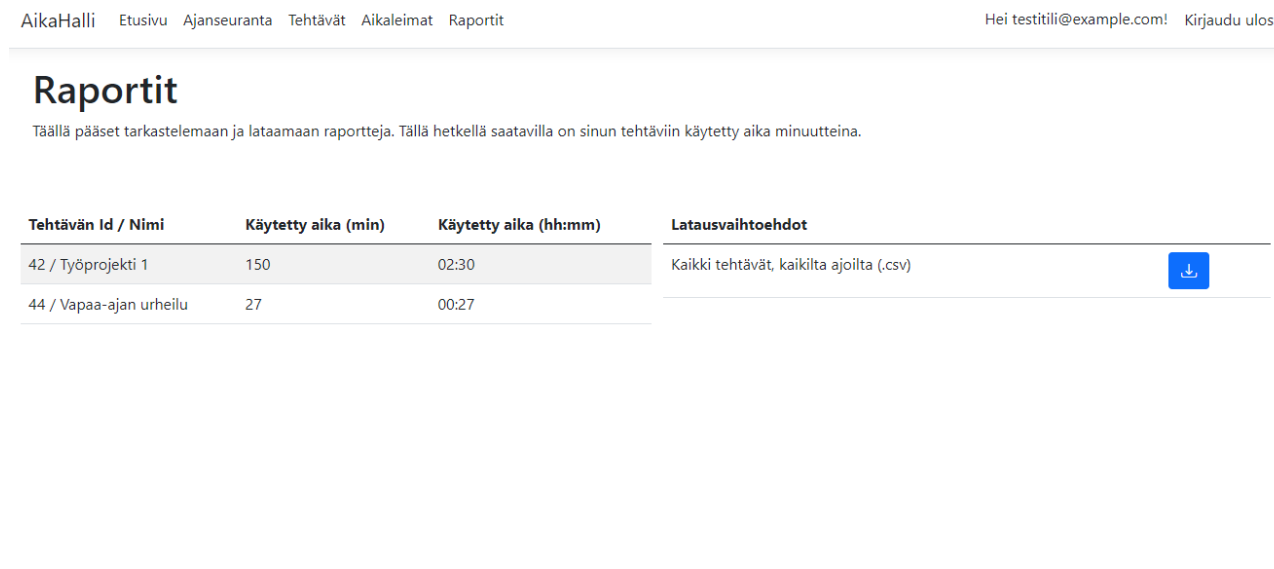 AikaHalli Etusivu Ajanseuranta Tehtävät Aikaleimat Raportit Hei testitili@example.com! Kirjaudu ulos
Raportit
Täällä pääset tarkastelemaan ja lataamaan raportteja. Tällä hetkellä saatavilla on sinun tehtäviin käytetty aika minuutteina.
Tehtävän Id / Nimi Käytetty aika (min) Käytetty aika (hh:mm)
42 / Työprojekti 1 150 02:30
44 / Vapaa-ajan urheilu 27 00:27
Latausvaihtoehdot
Kaikki tehtävät, kaikilta ajoilta (.csv)